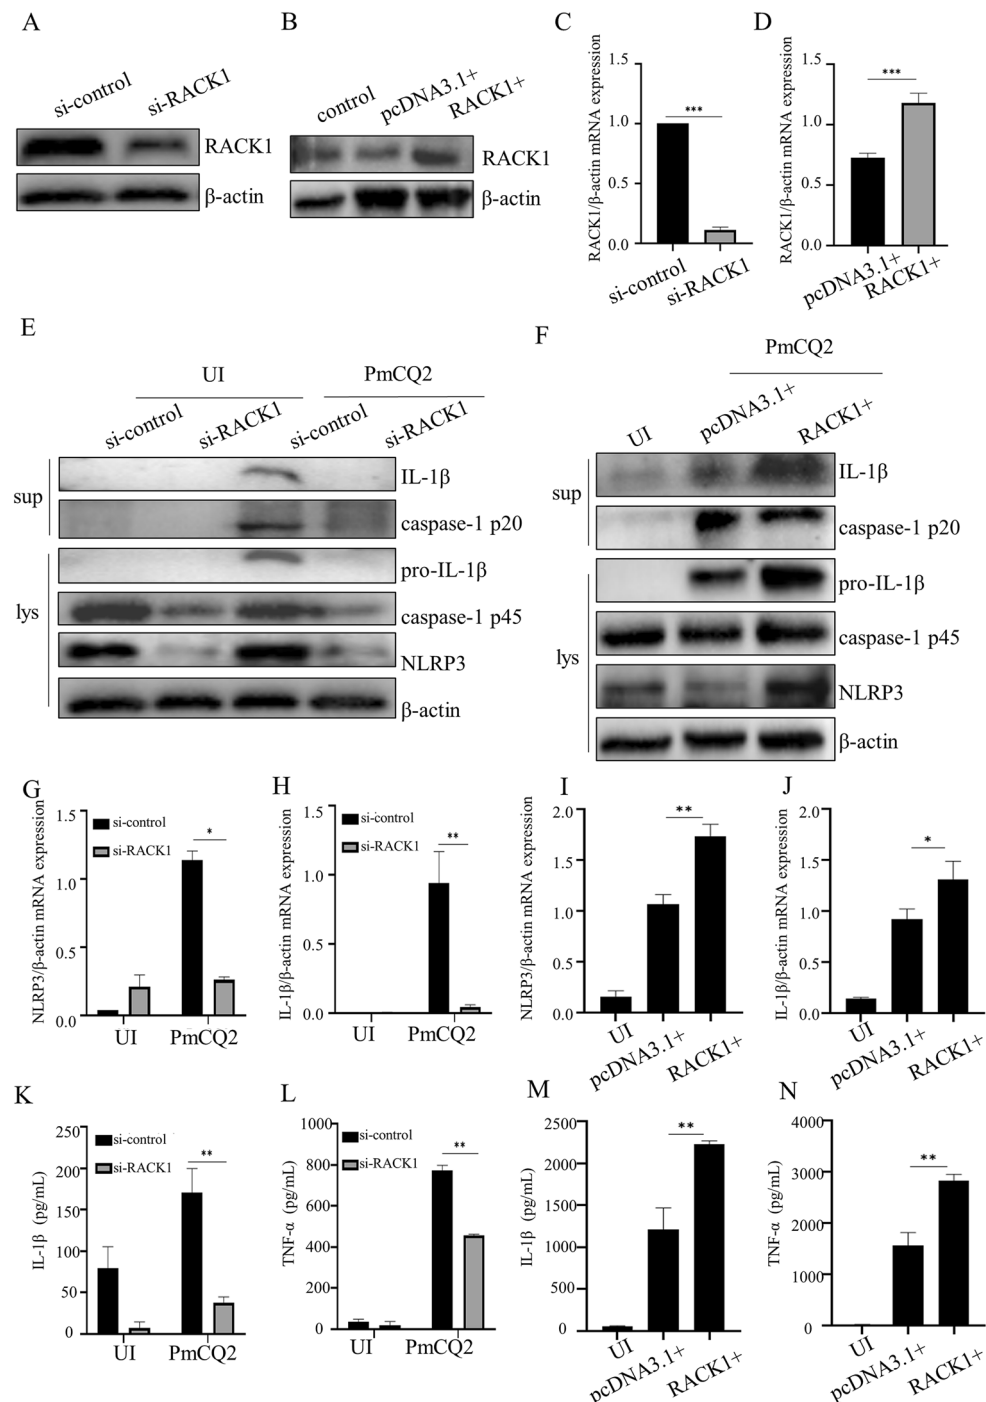 A
si-control
si-RACK1
RACK1
β-actin
B
control
pcDNA3.1+
RACK1+
RACK1
β-actin
C
RACK1/β-actin mRNA expression
1.5
1.0
0.5
0.0
***
si-control
si-RACK1
D
RACK1/β-actin mRNA expression
1.5
1.0
0.5
0.0
***
pcDNA3.1+
RACK1+
E
UI
PmCQ2
si-control
si-RACK1
si-control
si-RACK1
sup
IL-1β
caspase-1 p20
lys
pro-IL-1β
caspase-1 p45
NLRP3
β-actin
F
PmCQ2
UI
pcDNA3.1+
RACK1+
sup
IL-1β
caspase-1 p20
lys
pro-IL-1β
caspase-1 p45
NLRP3
β-actin
G
NLRP3/β-actin mRNA expression
1.5
1.0
0.5
0.0
si-control
si-RACK1
*
UI
PmCQ2
H
IL-1β/β-actin mRNA expression
1.5
1.0
0.5
0.0
si-control
si-RACK1
**
UI
PmCQ2
I
NLRP3/β-actin mRNA expression
2.0
1.5
1.0
0.5
0.0
**
UI
pcDNA3.1+
RACK1+
J
IL-1β/β-actin mRNA expression
2.0
1.5
1.0
0.5
0.0
*
UI
pcDNA3.1+
RACK1+
K
IL-1β (pg/mL)
250
200
150
100
50
0
si-control
si-RACK1
**
UI
PmCQ2
L
TNF-α (pg/mL)
1000
800
600
400
200
0
si-control
si-RACK1
**
UI
PmCQ2
M
IL-1β (pg/mL)
2500
2000
1500
1000
500
0
**
UI
pcDNA3.1+
RACK1+
N
TNF-α (pg/mL)
4000
3000
2000
1000
0
**
UI
pcDNA3.1+
RACK1+